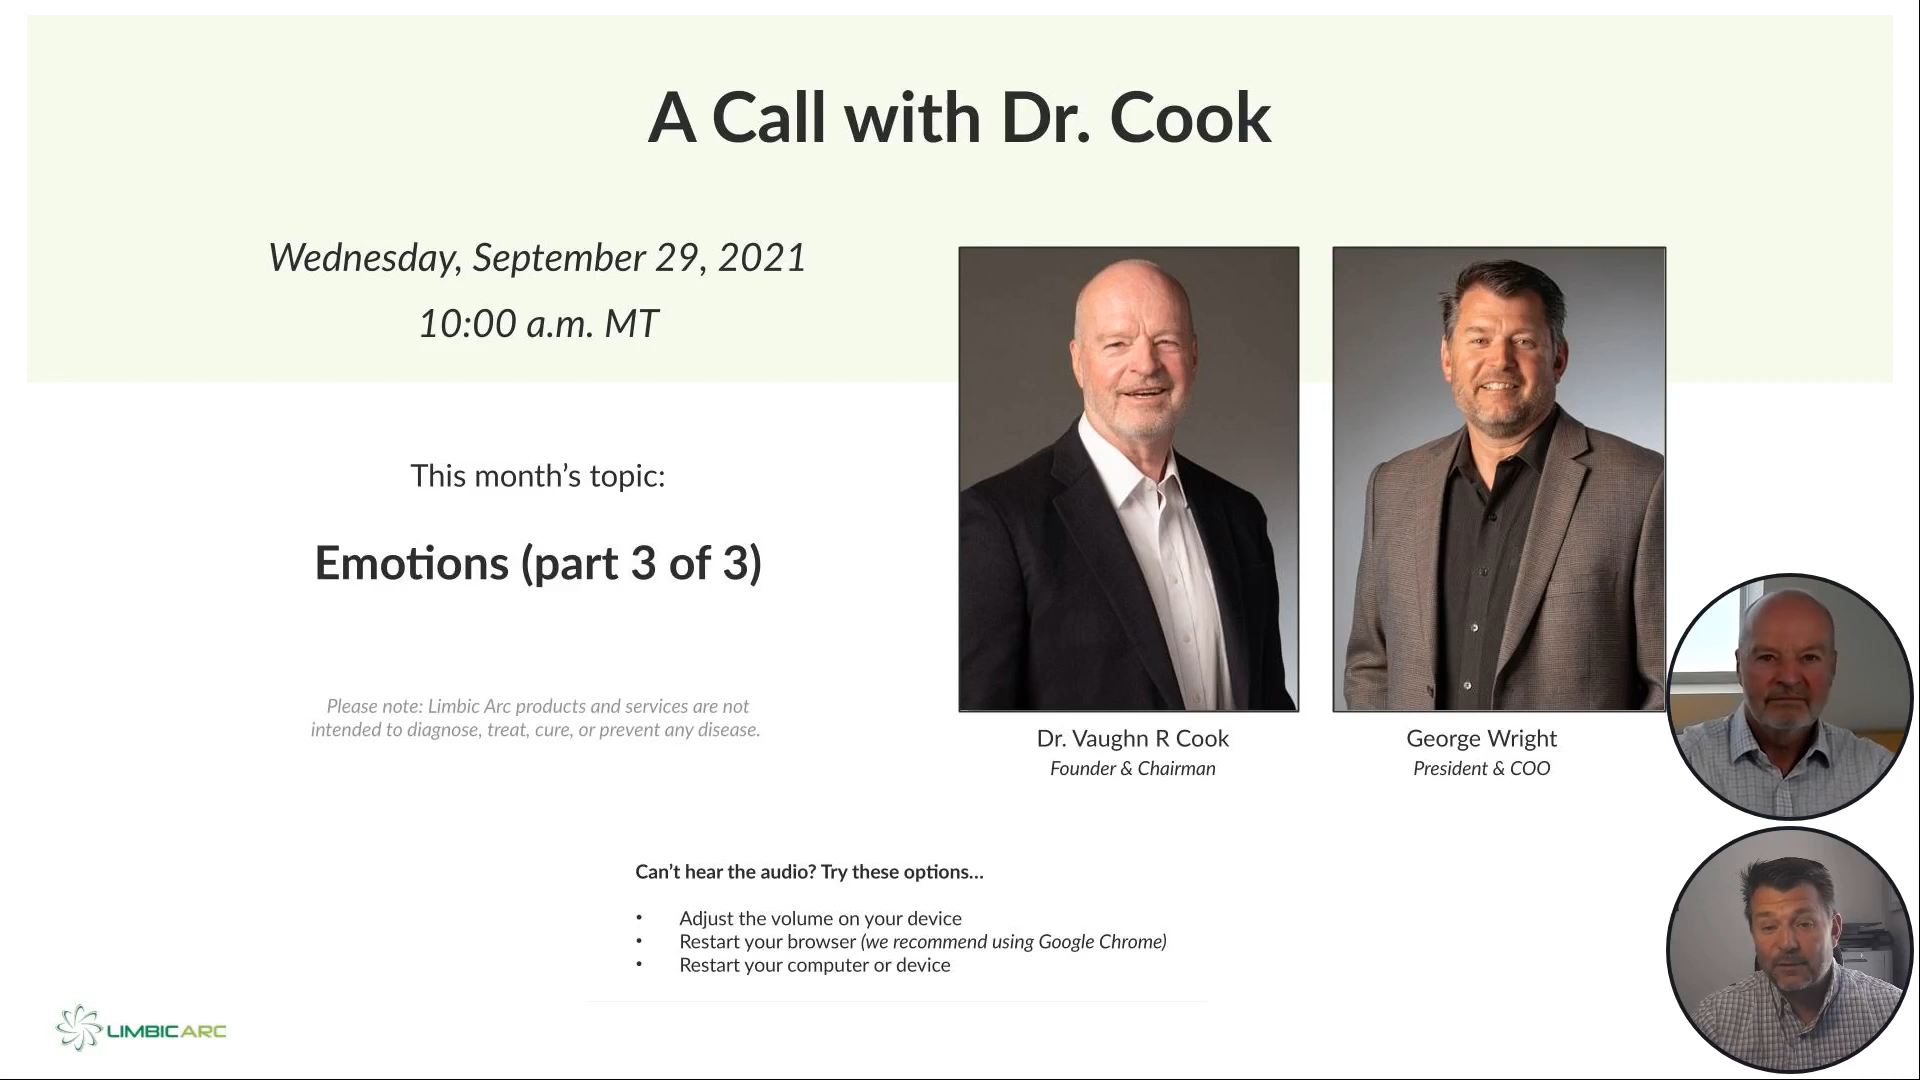 A Call with Dr. Cook
Wednesday, September 29, 2021
10:00 a.m. MT
This month’s topic:
Emotions (part 3 of 3)
Please note: Limbic Arc products and services are not
intended to diagnose, treat, cure, or prevent any disease.
Dr. Vaughn R Cook
Founder & Chairman
George Wright
President & COO
Can’t hear the audio? Try these options...
• Adjust the volume on your device
• Restart your browser (we recommend using Google Chrome)
• Restart your computer or device
LIMBICARC